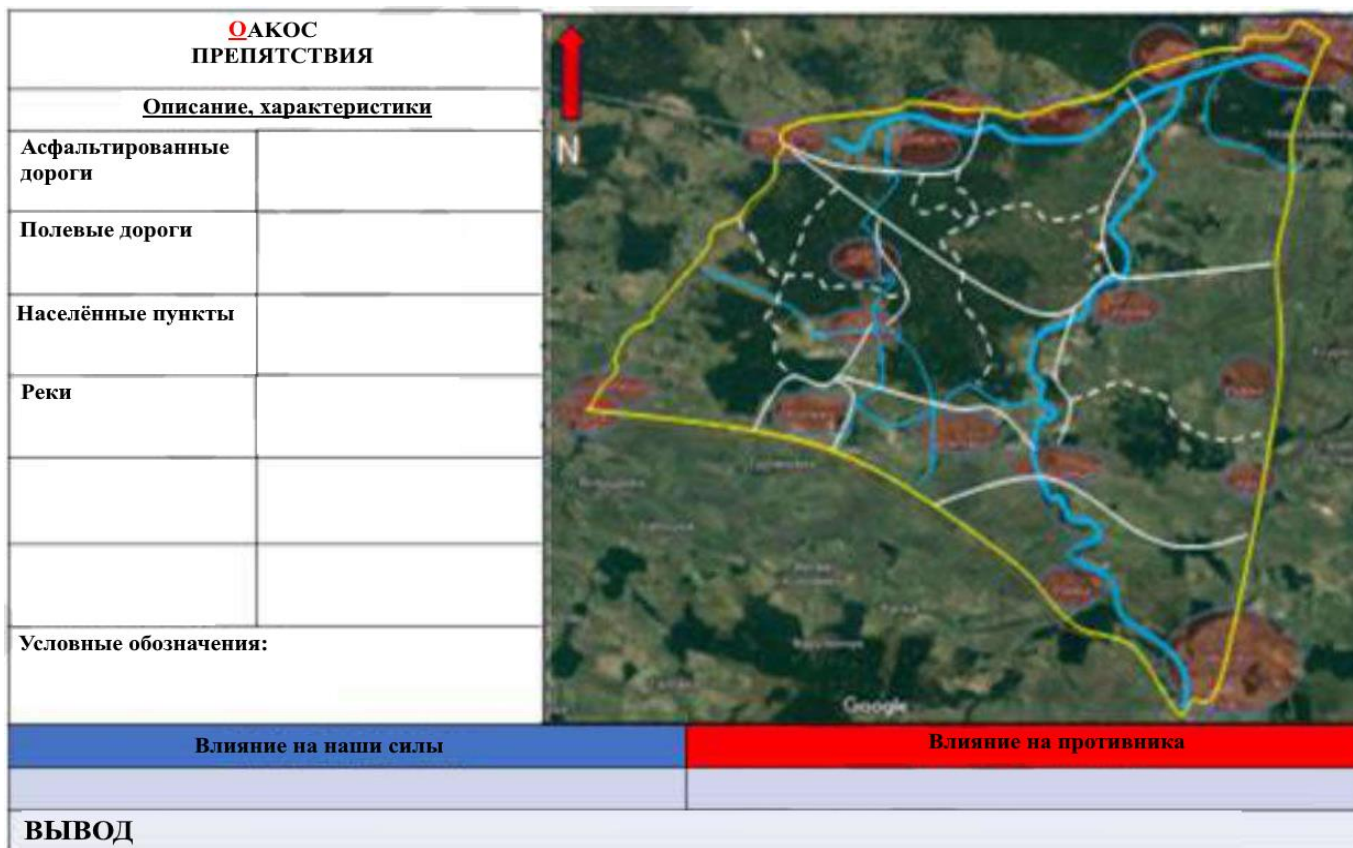 ОАКОС
ПРЕПЯТСТВИЯ
Описание, характеристики
Асфальтированные
дороги
Полевые дороги
Населённые пункты
Реки
Условные обозначения:
N
Google
Влияние на наши силы
Влияние на противника
ВЫВОД